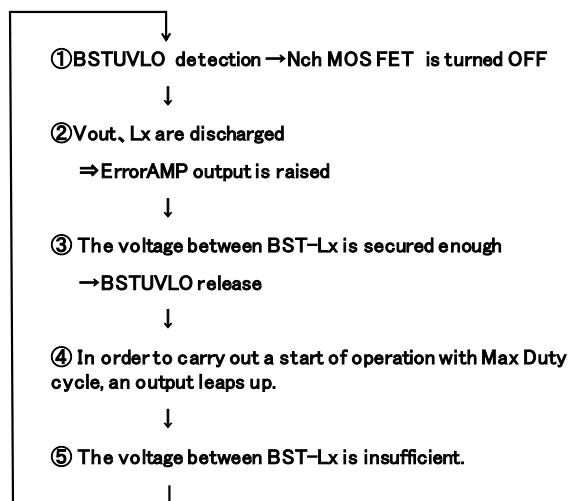 ①BSTUVLO detection →Nch MOS FET is turned OFF
↓
②Vout、Lx are discharged
⇒ErrorAMP output is raised
↓
③ The voltage between BST-Lx is secured enough
→BSTUVLO release
↓
④ In order to carry out a start of operation with Max Duty
cycle, an output leaps up.
↓
⑤ The voltage between BST-Lx is insufficient.